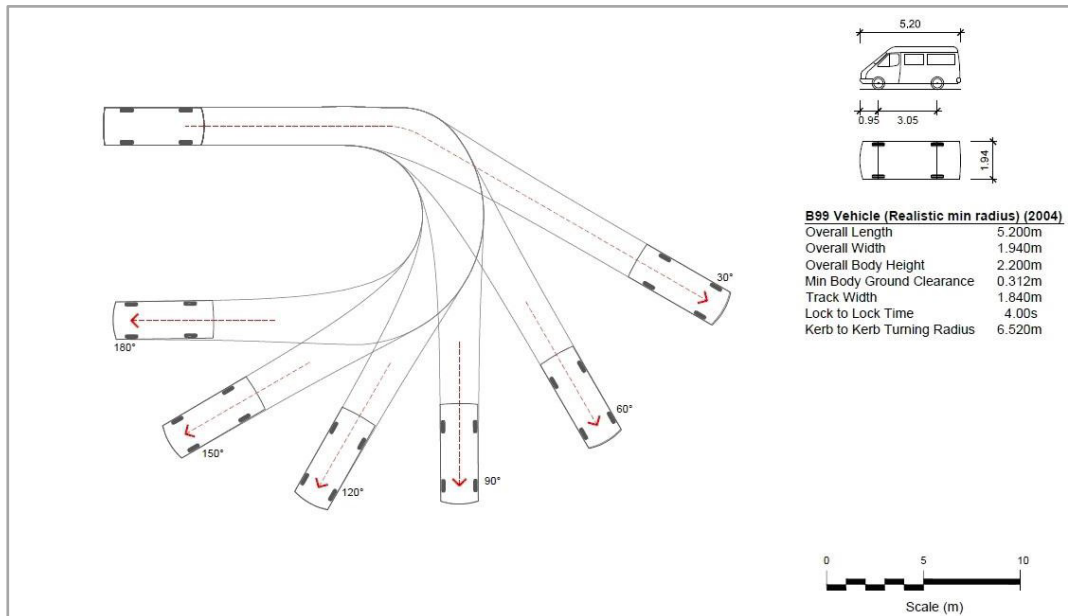 5.20
0.95 3.05
1.94
B99 Vehicle (Realistic min radius) (2004)
Overall Length 5.200m
Overall Width 1.940m
Overall Body Height 2.200m
Min Body Ground Clearance 0.312m
Track Width 1.840m
Lock to Lock Time 4.00s
Kerb to Kerb Turning Radius 6.520m
30°
180°
60°
150°
120°
90°
0 5 10
Scale (m)